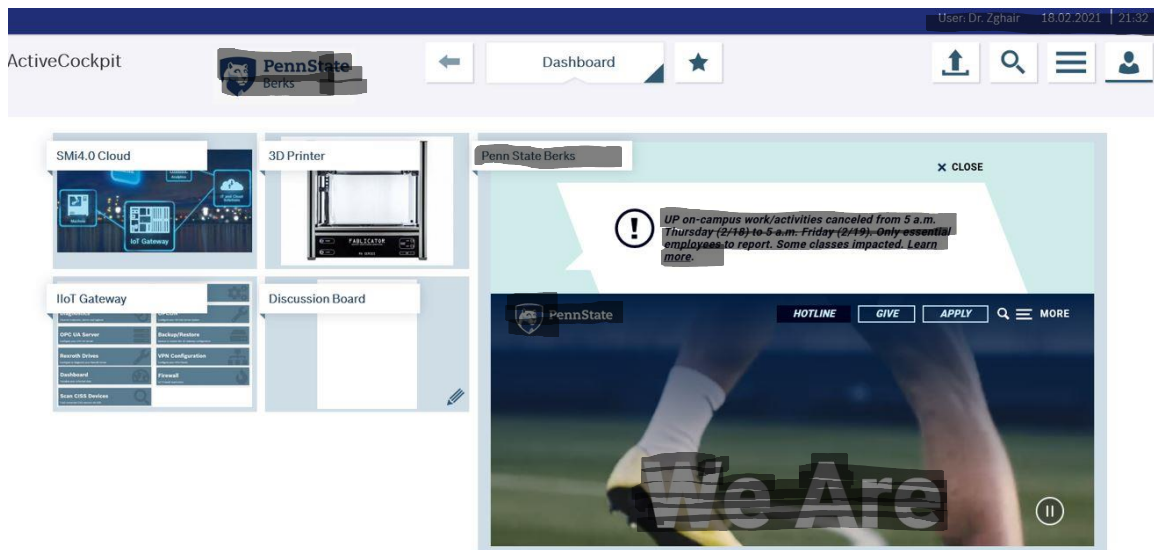 User: Dr. Zghair 18.02.2021 | 21:32
ActiveCockpit
PennState
Berks
Dashboard
SMi4.0 Cloud
IoT Gateway
3D Printer
FABLICATOR
IIoT Gateway
OPC UA Server
Backup/Restore
Rexroth Drives
VPN Configuration
Dashboard
Firewall
Scan CISS Devices
Discussion Board
Penn State Berks
X CLOSE
UP on-campus work/activities canceled from 5 a.m.
Thursday (2/18) to 5 a.m. Friday (2/19). Only essential
employees to report. Some classes impacted. Learn
more.
PennState
HOTLINE GIVE APPLY MORE
We Are